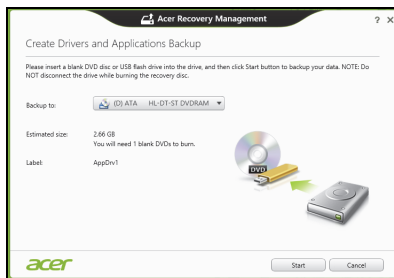 Acer Recovery Management
? X
Create Drivers and Applications Backup
Please insert a blank DVD disc or USB flash drive into the drive, and then click Start button to backup your data. NOTE: Do
NOT disconnect the drive while burning the recovery disc.
Backup to: (D) ATA HL-DT-ST DVDRAM
Estimated size: 2.66 GB
You will need 1 blank DVDs to burn.
Label: AppDrv1
DVD
acer
Start Cancel